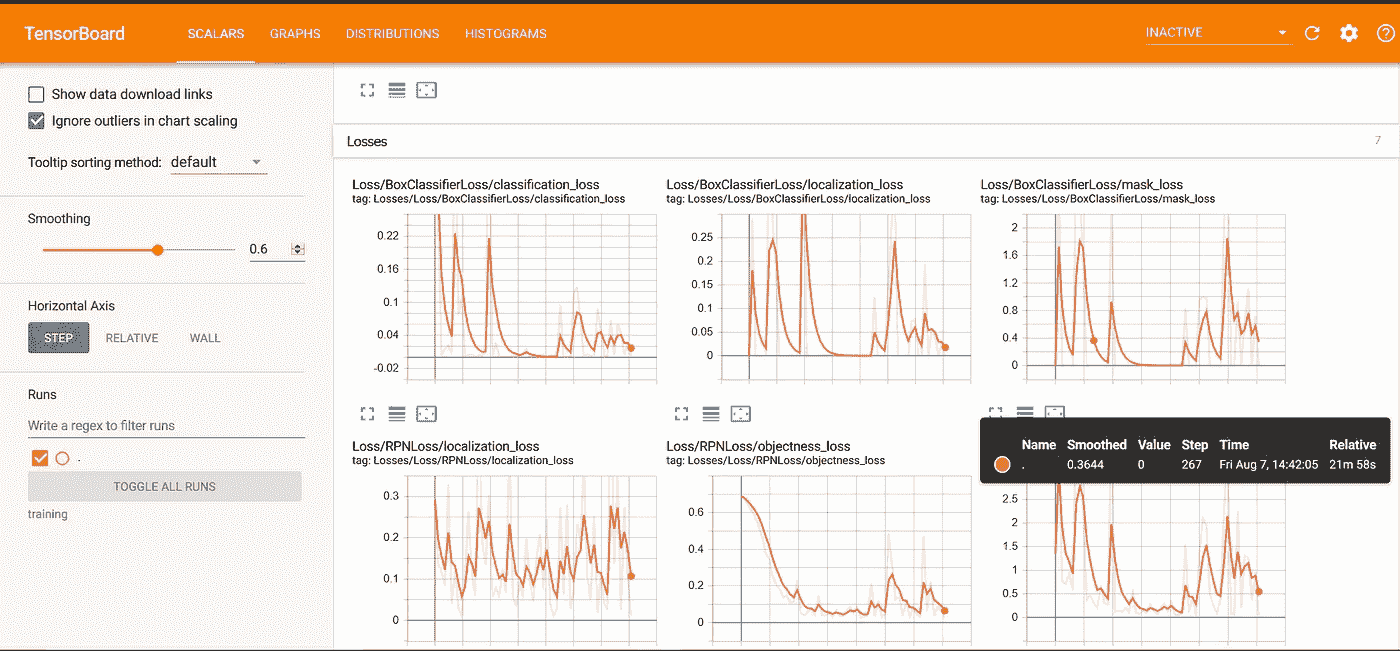 TensorBoard
SCALARS GRAPHS DISTRIBUTIONS HISTOGRAMS
INACTIVE
Show data download links
Ignore outliers in chart scaling
Tooltip sorting method: default
Smoothing
0.6
Horizontal Axis
STEP RELATIVE WALL
Runs
Write a regex to filter runs
.
TOGGLE ALL RUNS
training
Losses
7
Loss/BoxClassifierLoss/classification_loss
tag: Losses/Loss/BoxClassifierLoss/classification_loss
0.22
0.16
0.1
0.04
-0.02
Loss/BoxClassifierLoss/localization_loss
tag: Losses/Loss/BoxClassifierLoss/localization_loss
0.25
0.2
0.15
0.1
0.05
0
Loss/BoxClassifierLoss/mask_loss
tag: Losses/Loss/BoxClassifierLoss/mask_loss
2
1.6
1.2
0.8
0.4
0
Loss/RPNLoss/localization_loss
tag: Losses/Loss/RPNLoss/localization_loss
0.3
0.2
0.1
0
Loss/RPNLoss/objectness_loss
tag: Losses/Loss/RPNLoss/objectness_loss
0.6
0.4
0.2
0
Name Smoothed Value Step Time Relative
. 0.3644 0 267 Fri Aug 7, 14:42:05 21m 58s
2.5
2
1.5
1
0.5
0